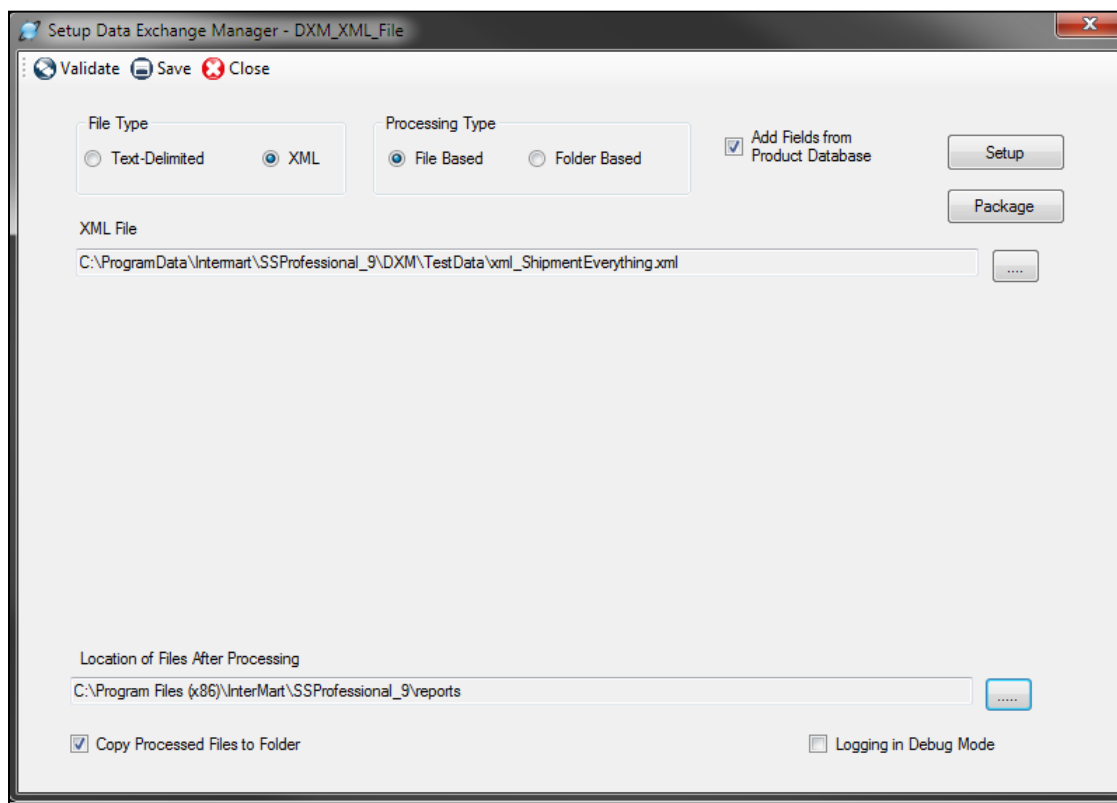 Setup Data Exchange Manager - DXM_XML_File
Validate Save Close
File Type
Processing Type
Text-Delimited XML
File Based Folder Based
Add Fields from
Product Database
Setup
Package
XML File
C:\ProgramData\Intermart\SSProfessional_9\DXM\TestData\xml_ShipmentEverything.xml
....
Location of Files After Processing
C:\Program Files (x86)\InterMart\SSProfessional_9\reports
.....
Copy Processed Files to Folder
Logging in Debug Mode